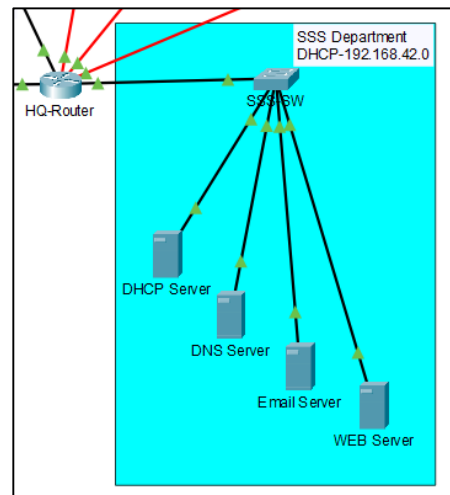 SSS Department
DHCP-192.168.42.0
HQ-Router
SSS-SW
DHCP Server
DNS Server
Email Server
WEB Server